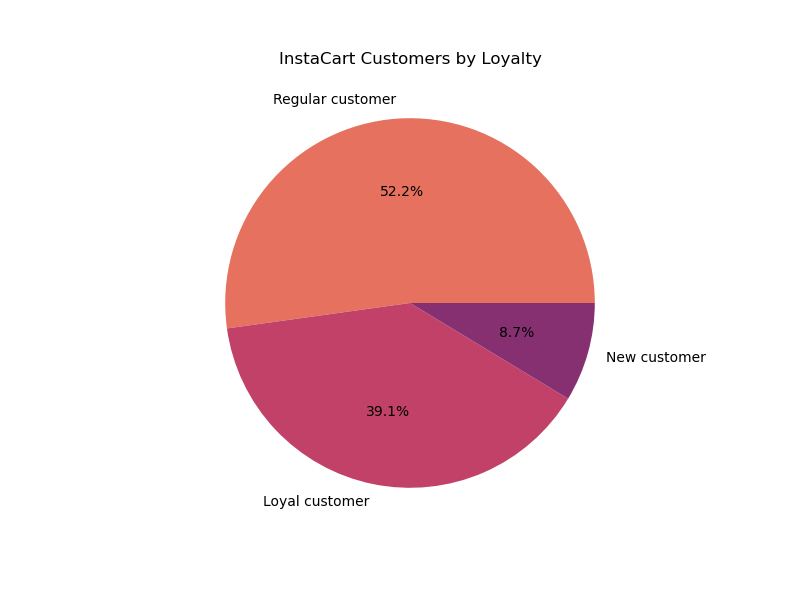 InstaCart Customers by Loyalty
Regular customer
52.2%
8.7%
New customer
39.1%
Loyal customer